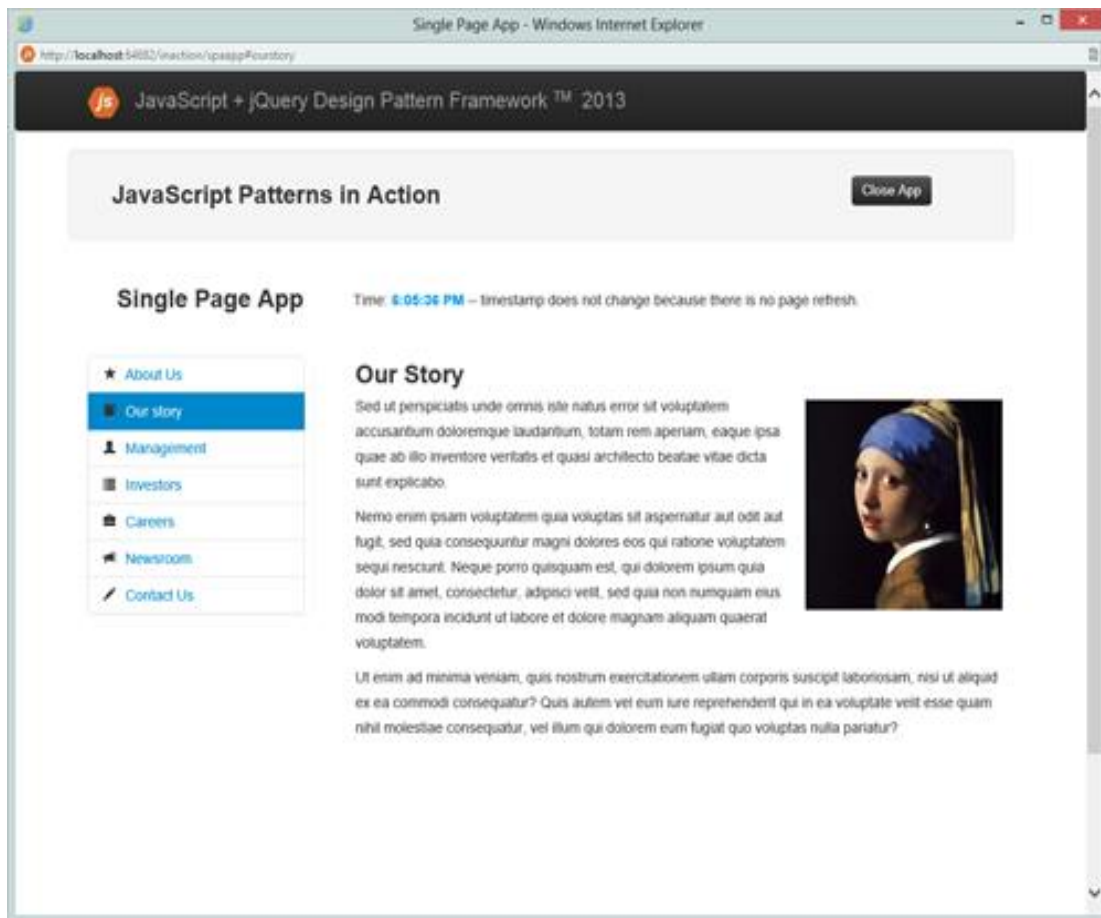 Single Page App - Windows Internet Explorer
http://localhost:54882/inaction/spaapp#ourstory
js JavaScript + jQuery Design Pattern Framework ™ 2013
JavaScript Patterns in Action
Close App
Single Page App
Time: 6:05:36 PM -- timestamp does not change because there is no page refresh.
About Us
Our story
Management
Investors
Careers
Newsroom
Contact Us
Our Story
Sed ut perspiciatis unde omnis iste natus error sit voluptatem
accusantium doloremque laudantium, totam rem aperiam, eaque ipsa
quae ab illo inventore veritatis et quasi architecto beatae vitae dicta
sunt explicabo.
Nemo enim ipsam voluptatem quia voluptas sit aspernatur aut odit aut
fugit, sed quia consequuntur magni dolores eos qui ratione voluptatem
sequi nesciunt. Neque porro quisquam est, qui dolorem ipsum quia
dolor sit amet, consectetur, adipisci velit, sed quia non numquam eius
modi tempora incidunt ut labore et dolore magnam aliquam quaerat
voluptatem.
Ut enim ad minima veniam, quis nostrum exercitationem ullam corporis suscipit laboriosam, nisi ut aliquid
ex ea commodi consequatur? Quis autem vel eum iure reprehenderit qui in ea voluptate velit esse quam
nihil molestiae consequatur, vel illum qui dolorem eum fugiat quo voluptas nulla pariatur?